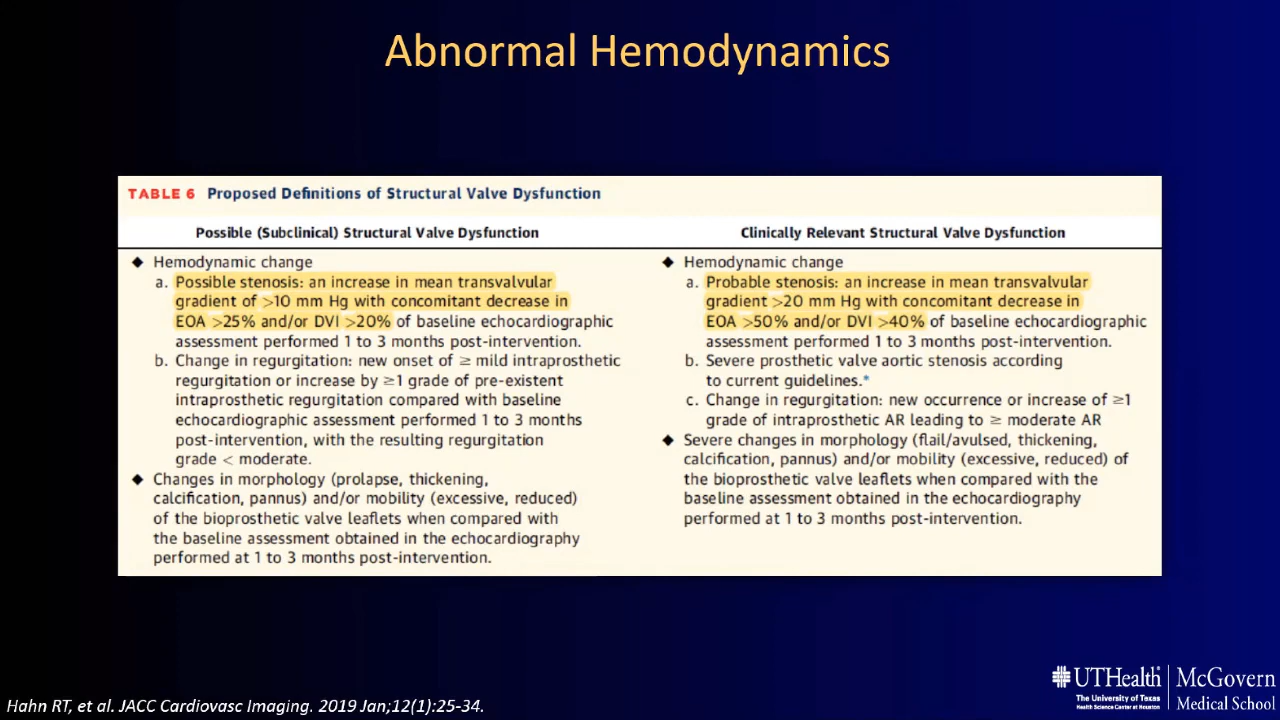 Abnormal Hemodynamics
TABLE 6 Proposed Definitions of Structural Valve Dysfunction
Possible (Subclinical) Structural Valve Dysfunction
◆ Hemodynamic change
a. Possible stenosis: an increase in mean transvalvular
gradient of >10 mm Hg with concomitant decrease in
EOA >25% and/or DVI >20% of baseline echocardiographic
assessment performed 1 to 3 months post-intervention.
b. Change in regurgitation: new onset of ≥ mild intraprosthetic
regurgitation or increase by ≥1 grade of pre-existent
intraprosthetic regurgitation compared with baseline
echocardiographic assessment performed 1 to 3 months
post-intervention, with the resulting regurgitation
grade < moderate.
◆ Changes in morphology (prolapse, thickening,
calcification, pannus) and/or mobility (excessive, reduced)
of the bioprosthetic valve leaflets when compared with
the baseline assessment obtained in the echocardiography
performed at 1 to 3 months post-intervention.
Clinically Relevant Structural Valve Dysfunction
◆ Hemodynamic change
a. Probable stenosis: an increase in mean transvalvular
gradient >20 mm Hg with concomitant decrease in
EOA >50% and/or DVI >40% of baseline echocardiographic
assessment performed 1 to 3 months post-intervention.
b. Severe prosthetic valve aortic stenosis according
to current guidelines.*
c. Change in regurgitation: new occurrence or increase of ≥1
grade of intraprosthetic AR leading to ≥ moderate AR
◆ Severe changes in morphology (flail/avulsed, thickening,
calcification, pannus) and/or mobility (excessive, reduced) of
the bioprosthetic valve leaflets when compared with the
baseline assessment obtained in the echocardiography
performed at 1 to 3 months post-intervention.
Hahn RT, et al. JACC Cardiovasc Imaging. 2019 Jan;12(1):25-34.
UTHealth
The University of Texas
Health Science Center at Houston
McGovern
Medical School